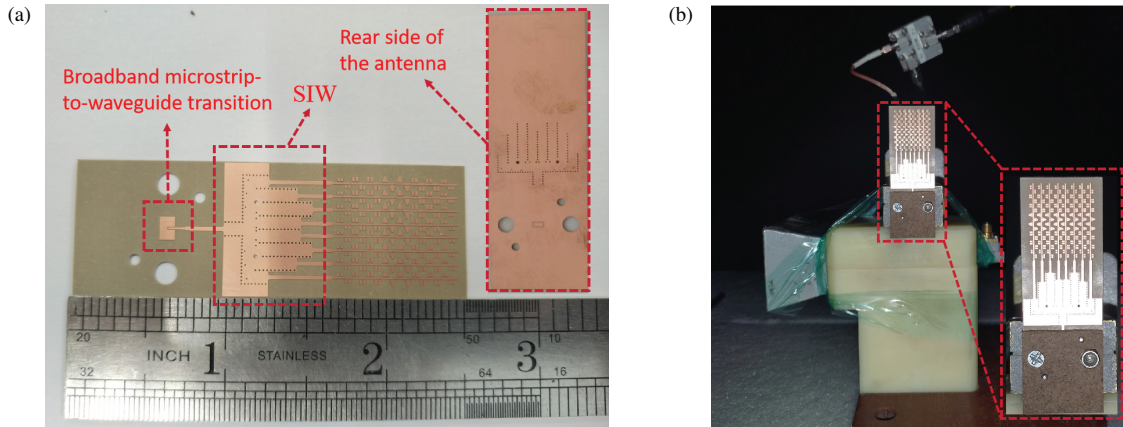 (a)
Rear side of
the antenna
Broadband microstrip-
to-waveguide transition
SIW
20
50
10
INCH
1
STAINLESS
2
3
32
64
16
(b)